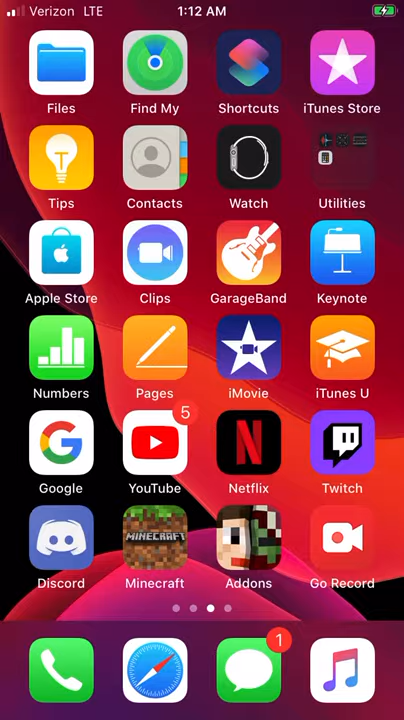 Verizon LTE 1:12 AM
Files Find My Shortcuts iTunes Store
Tips Contacts Watch Utilities
Apple Store Clips GarageBand Keynote
Numbers Pages iMovie iTunes U
5
Google YouTube Netflix Twitch
MINECRAFT
Discord Minecraft Addons Go Record
1